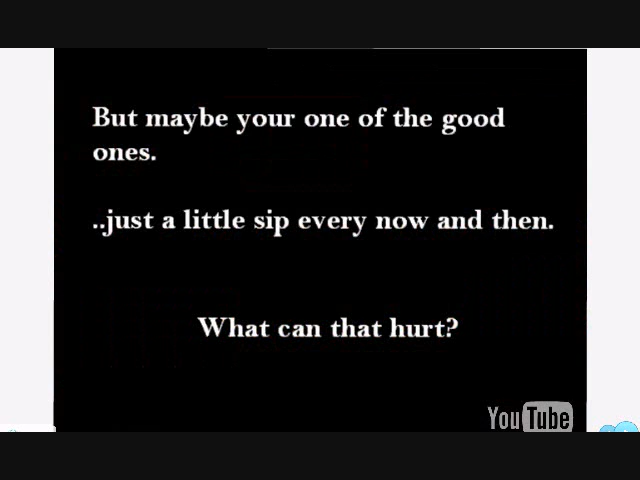 But maybe your one of the good
ones.
..just a little sip every now and then.
What can that hurt?
YouTube